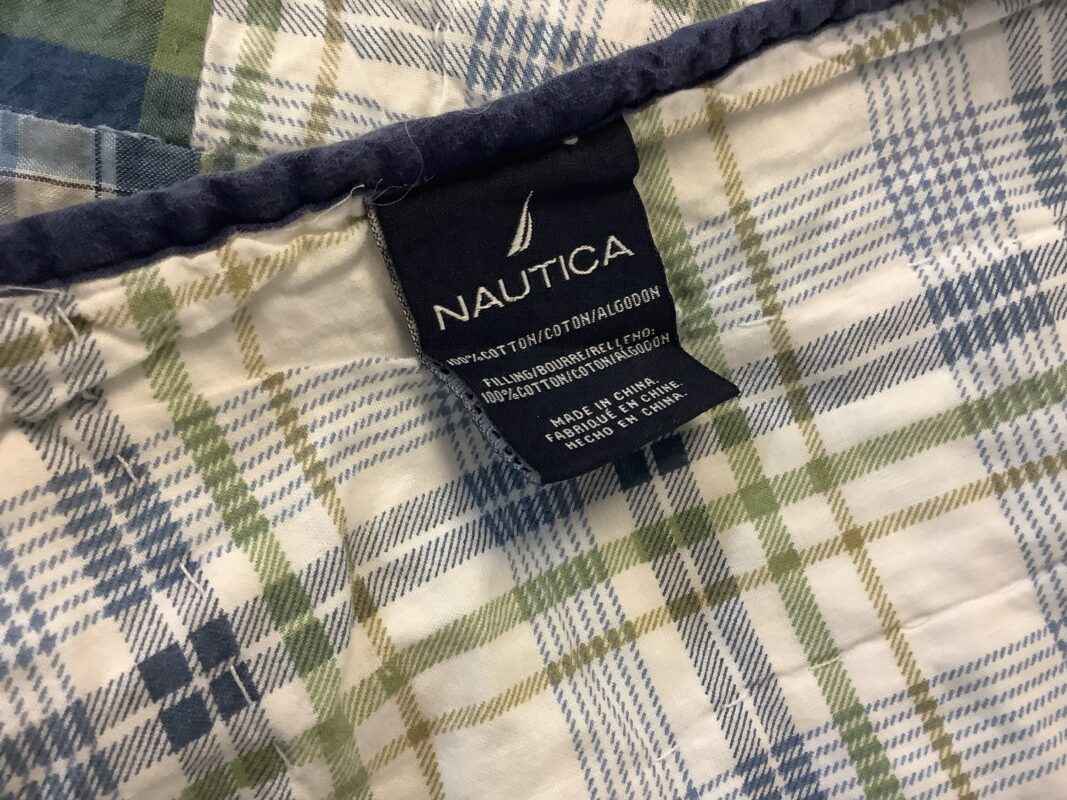 NAUTICA
100%COTTON/COTON/ALGODON
FILLING/BOURRE/RELLENO:
100%COTTON/COTON/ALGODON
MADE IN CHINA.
FABRIQUÉ EN CHINE.
HECHO EN CHINA.